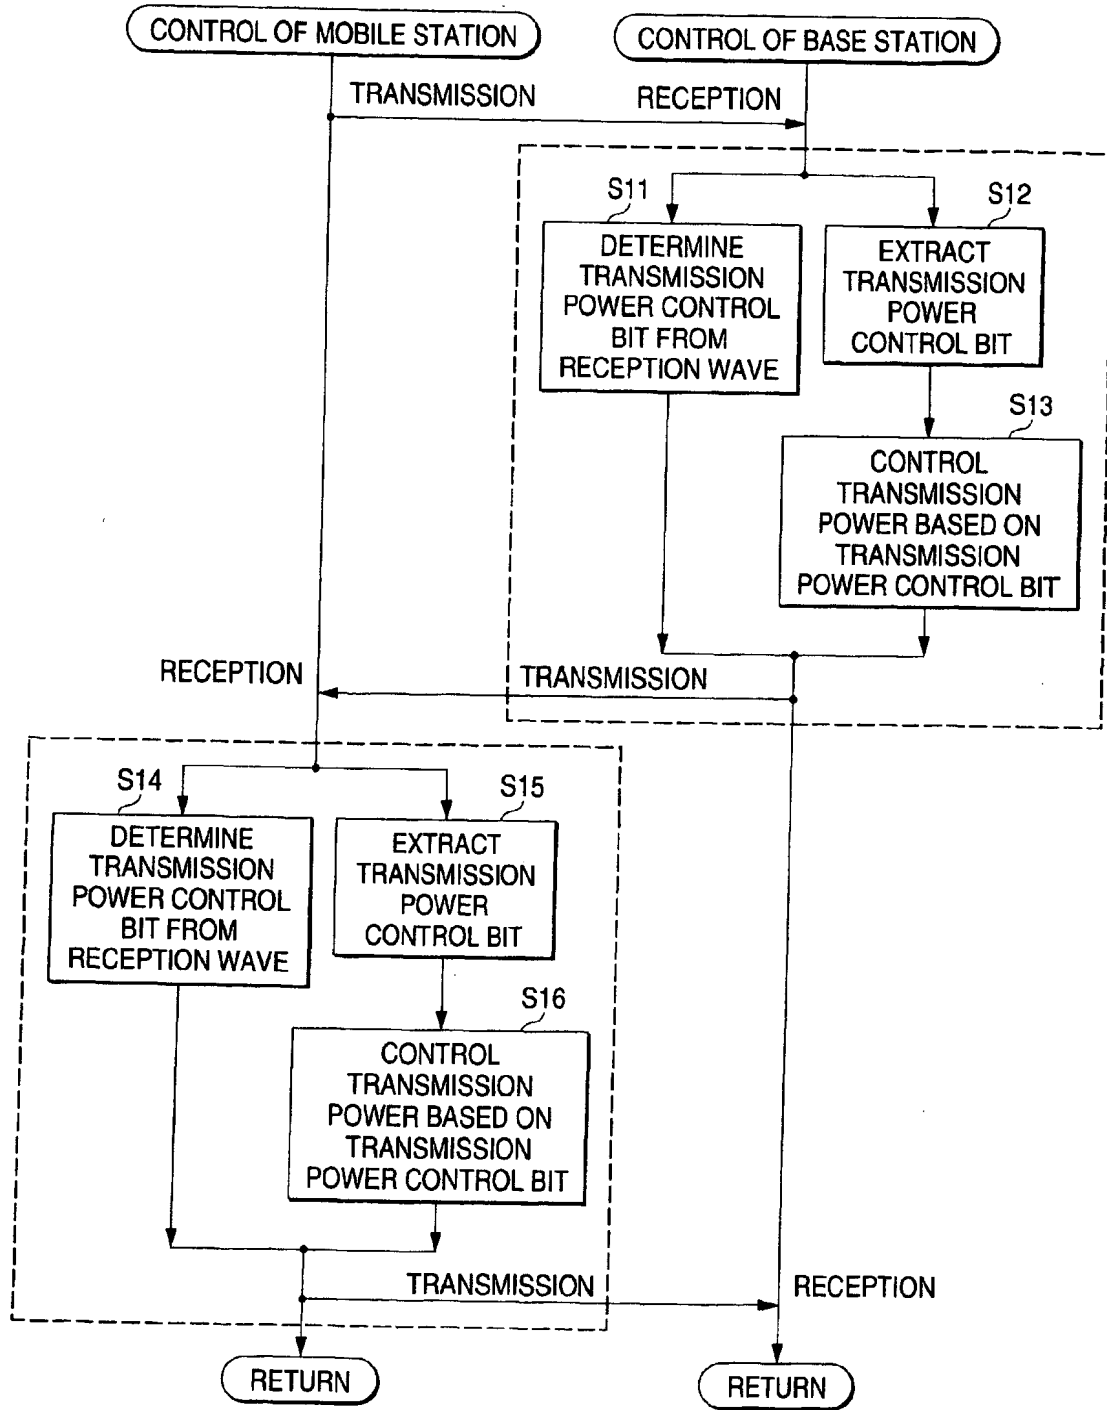 CONTROL OF MOBILE STATION
CONTROL OF BASE STATION
TRANSMISSION
RECEPTION
S11
DETERMINE
TRANSMISSION
POWER CONTROL
BIT FROM
RECEPTION WAVE
S12
EXTRACT
TRANSMISSION
POWER
CONTROL BIT
S13
CONTROL
TRANSMISSION
POWER BASED ON
TRANSMISSION
POWER CONTROL BIT
RECEPTION
TRANSMISSION
S14
DETERMINE
TRANSMISSION
POWER CONTROL
BIT FROM
RECEPTION WAVE
S15
EXTRACT
TRANSMISSION
POWER
CONTROL BIT
S16
CONTROL
TRANSMISSION
POWER BASED ON
TRANSMISSION
POWER CONTROL BIT
TRANSMISSION
RECEPTION
RETURN
RETURN